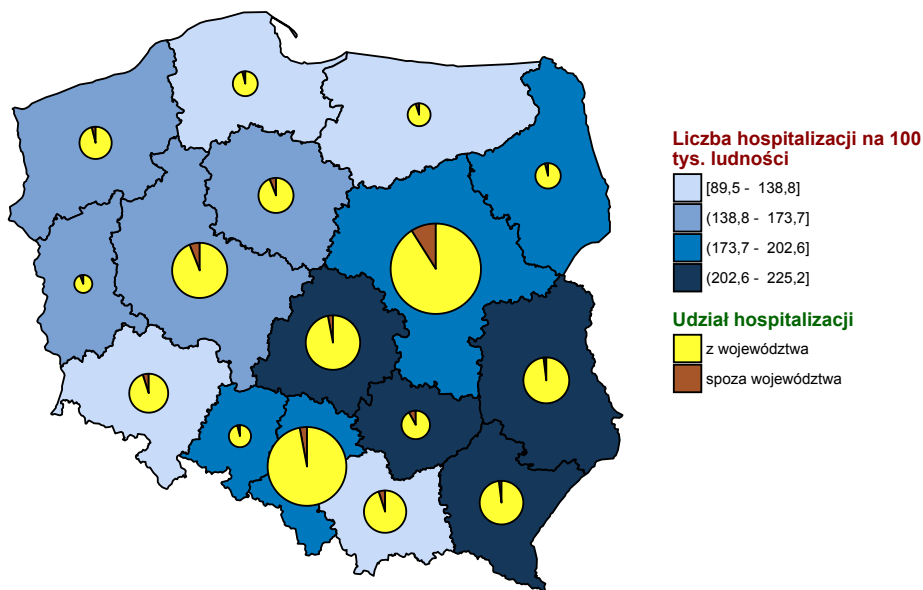 Liczba hospitalizacji na 100
tys. ludności
[89,5 - 138,8]
(138,8 - 173,7]
(173,7 - 202,6]
(202,6 - 225,2]
Udział hospitalizacji
z województwa
spoza województwa